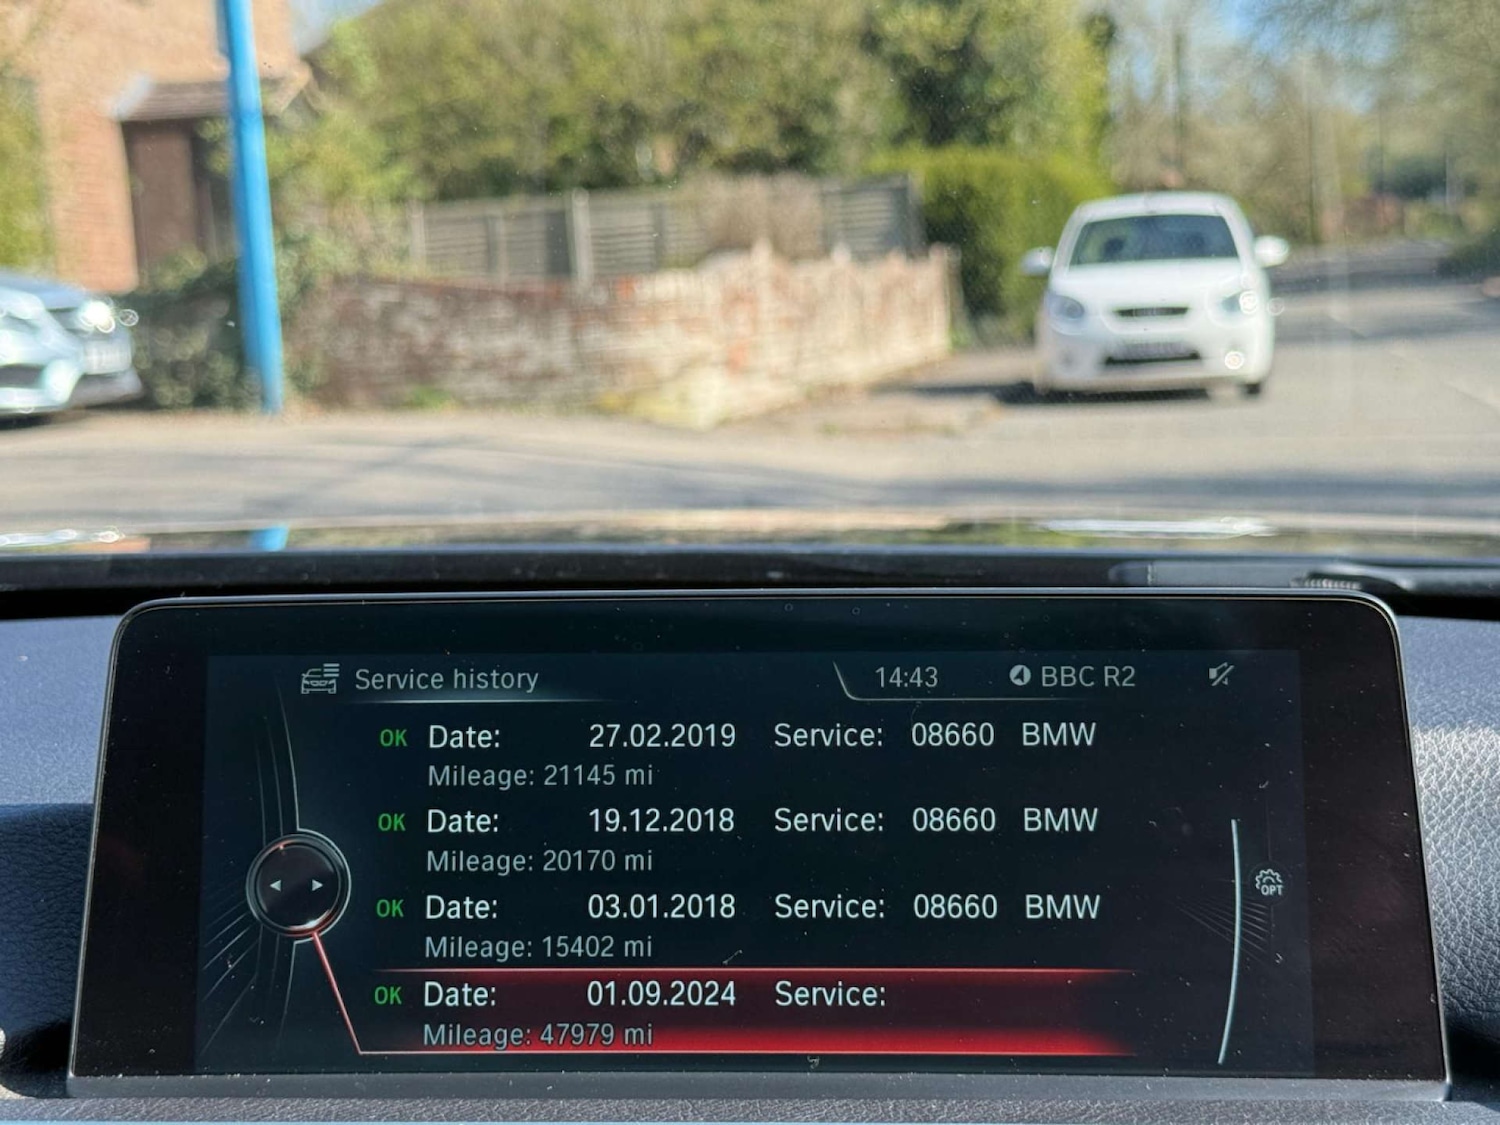 Service history 14:43 BBC R2
OK Date: 27.02.2019 Service: 08660 BMW
Mileage: 21145 mi
OK Date: 19.12.2018 Service: 08660 BMW
Mileage: 20170 mi
OK Date: 03.01.2018 Service: 08660 BMW
Mileage: 15402 mi
OPT
OK Date: 01.09.2024 Service:
Mileage: 47979 mi